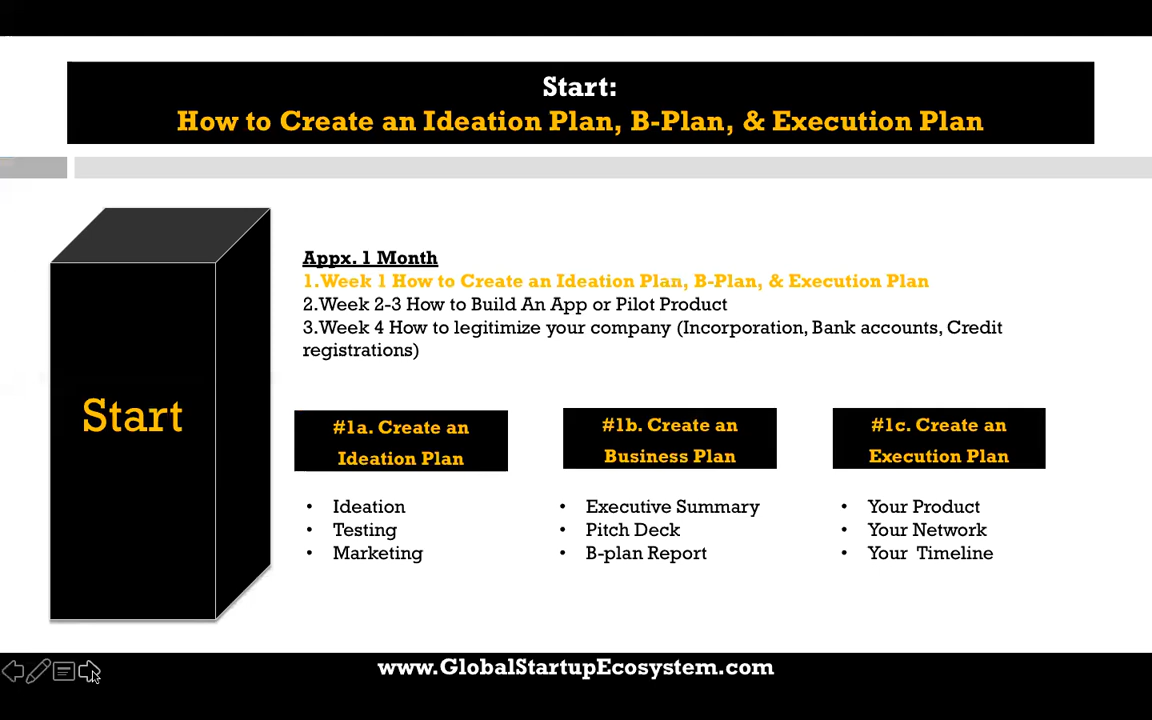 Start:
How to Create an Ideation Plan, B-Plan, & Execution Plan
Start
Appx. 1 Month
1.Week 1 How to Create an Ideation Plan, B-Plan, & Execution Plan
2.Week 2-3 How to Build An App or Pilot Product
3.Week 4 How to legitimize your company (Incorporation, Bank accounts, Credit
registrations)
#1a. Create an
Ideation Plan
• Ideation
• Testing
• Marketing
#1b. Create an
Business Plan
• Executive Summary
• Pitch Deck
• B-plan Report
#1c. Create an
Execution Plan
• Your Product
• Your Network
• Your Timeline
www.GlobalStartupEcosystem.com